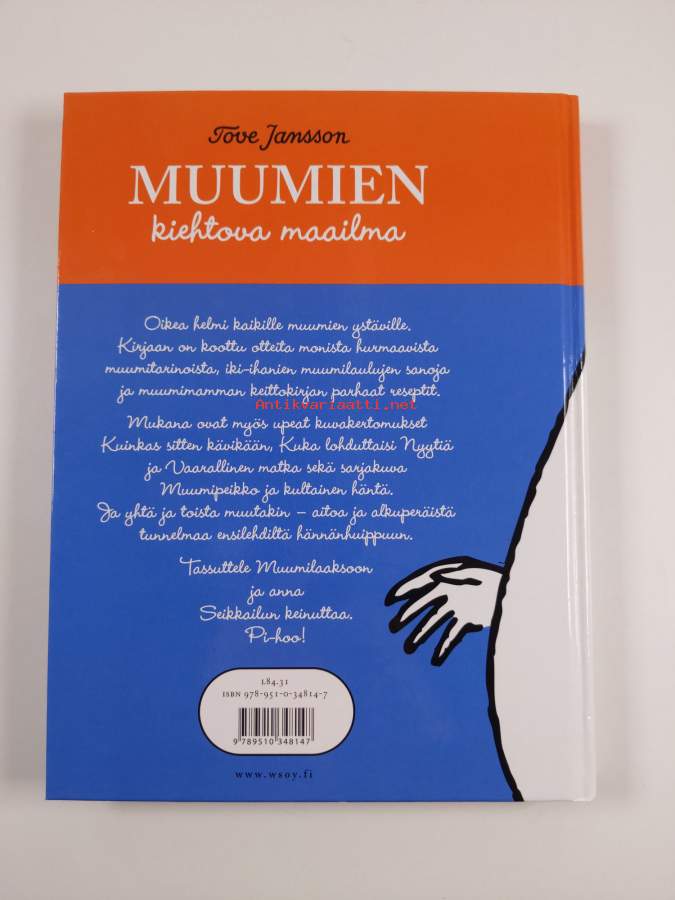 Tove Jansson
MUUMIEN
kiehtova maailma
Oikea helmi kaikille muumien ystäville.
Kirjaan on koottu otteita monista hurmaavista
muumitarinoista, iki-ihanien muumilaulujen sanoja
ja muumimamman keittokirjan parhaat reseptit.
Antikvariaatti.net
Mukana ovat myös upeat kuvakertomukset
Kuinkas sitten kävikään, Kuka lohduttaisi Nyytiä
ja Vaarallinen matka sekä sarjakuva
Muumipeikko ja kultainen häntä.
Ja yhtä ja toista muutakin – aitoa ja alkuperäistä
tunnelmaa ensilehdiltä hännänhuippuun.
Tassuttele Muumilaaksoon
ja anna
Seikkailun keinuttaa.
Pi-hoo!
L84.31
ISBN 978-951-0-34814-7
9 789510 348147
www.wsoy.fi